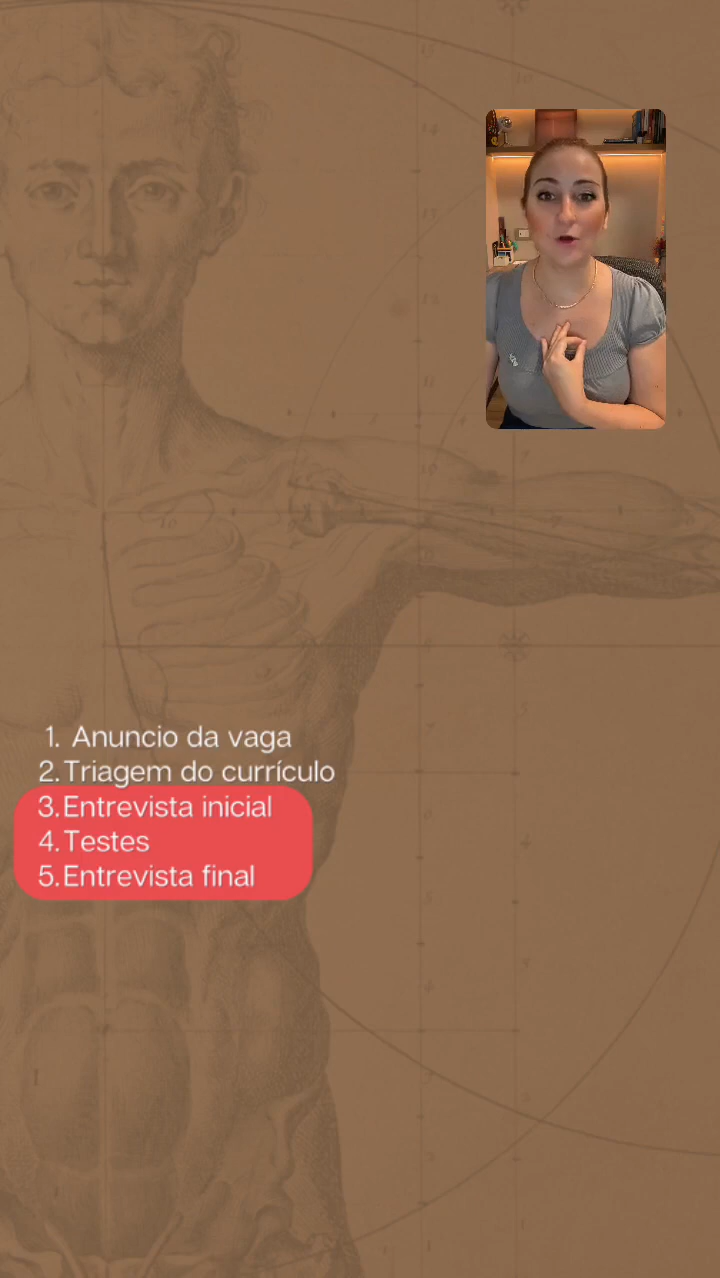 1. Anuncio da vaga
2. Triagem do currículo
3. Entrevista inicial
4. Testes
5. Entrevista final